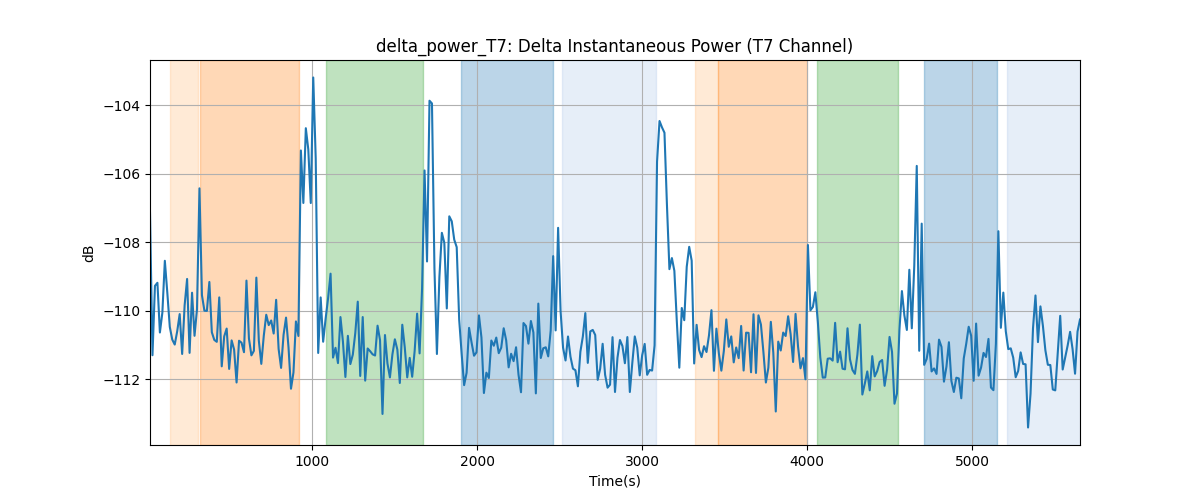 delta_power_T7: Delta Instantaneous Power (T7 Channel)
−104
−106
−108
−110
−112
dB
1000 2000 3000 4000 5000
Time(s)